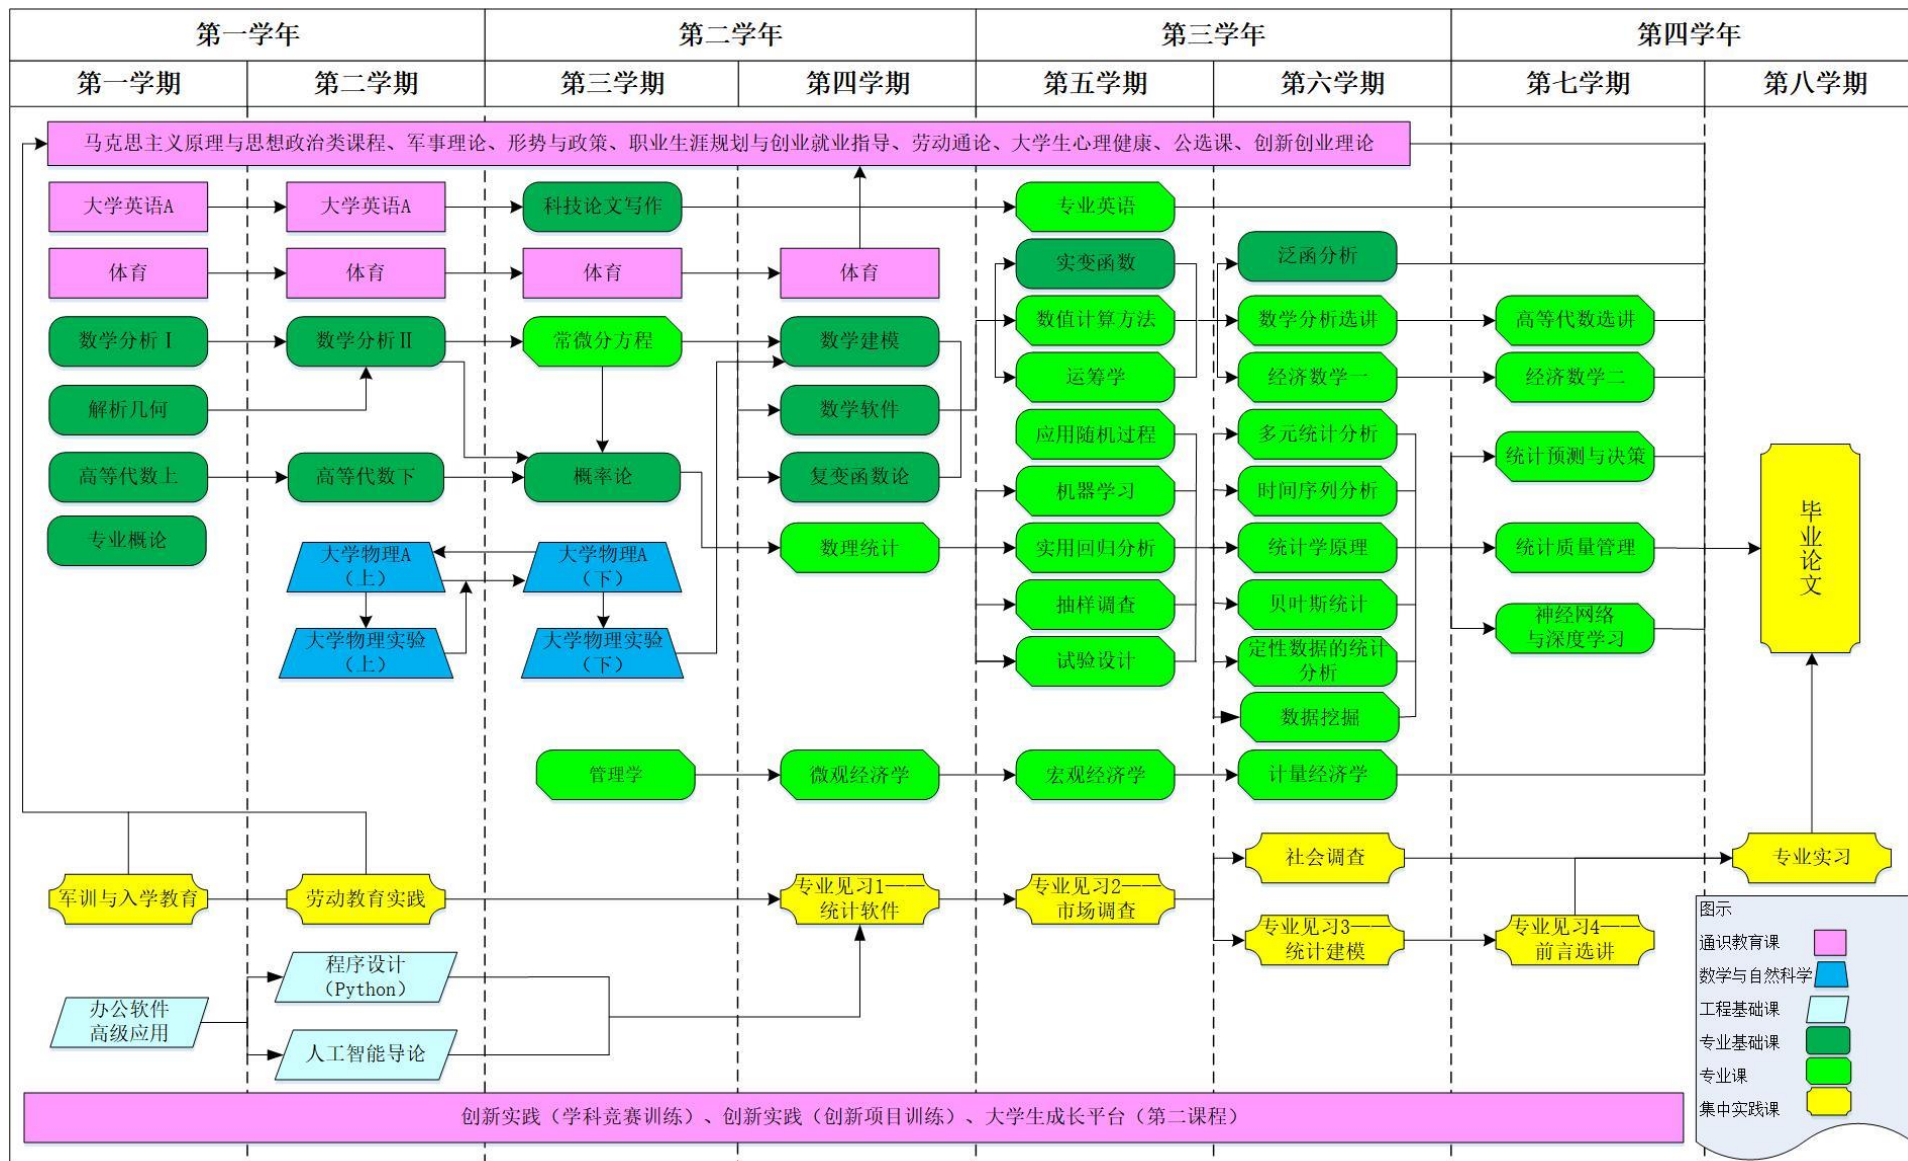 第一学年
第二学年
第三学年
第四学年
第一学期
第二学期
第三学期
第四学期
第五学期
第六学期
第七学期
第八学期
马克思主义原理与思想政治类课程、军事理论、形势与政策、职业生涯规划与创业就业指导、劳动通论、大学生心理健康、公选课、创新创业理论
大学英语A
大学英语A
科技论文写作
专业英语
体育
体育
体育
体育
实变函数
泛函分析
数学分析Ⅰ
数学分析Ⅱ
常微分方程
数学建模
数值计算方法
数学分析选讲
高等代数选讲
运筹学
经济数学一
经济数学二
解析几何
数学软件
应用随机过程
多元统计分析
高等代数上
高等代数下
概率论
复变函数论
机器学习
时间序列分析
统计预测与决策
专业概论
大学物理A
（上）
大学物理A
（下）
数理统计
实用回归分析
统计学原理
统计质量管理
毕业论文
抽样调查
贝叶斯统计
大学物理实验
（上）
大学物理实验
（下）
试验设计
定性数据的统计
分析
神经网络
与深度学习
数据挖掘
管理学
微观经济学
宏观经济学
计量经济学
社会调查
专业实习
军训与入学教育
劳动教育实践
专业见习1——
统计软件
专业见习2——
市场调查
专业见习3——
统计建模
专业见习4——
前言选讲
办公软件
高级应用
程序设计
（Python）
人工智能导论
图示
通识教育课
数学与自然科学
工程基础课
专业基础课
专业课
集中实践课
创新实践（学科竞赛训练）、创新实践（创新项目训练）、大学生成长平台（第二课程）